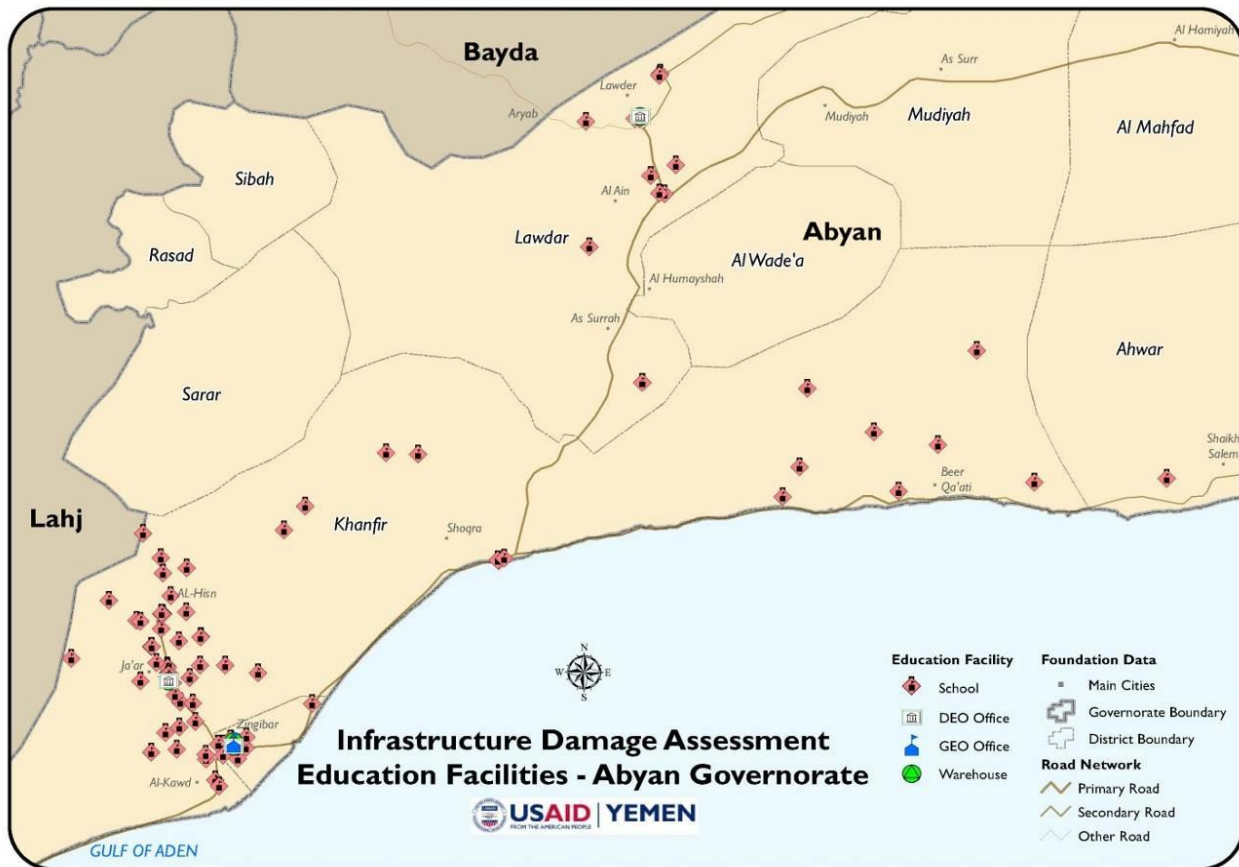 Bayda
Al Hamiyah
As Surr
Lawder
Aryab
Mudiyah
Mudiyah
Al Mahfad
Sibah
Al Ain
Lawdar
Abyan
Rasad
Al Wade'a
Al Humayshah
As Surrah
Ahwar
Sarar
Shaikh
Salem
Beer
Qa'ati
Lahj
Khanfir
Shoqra
AL-Hisn
Ja'ar
Zingibar
Al-Kawd
GULF OF ADEN
N
W
E
S
Infrastructure Damage Assessment
Education Facilities - Abyan Governorate
USAID | YEMEN
FROM THE AMERICAN PEOPLE
Education Facility
School
DEO Office
GEO Office
Warehouse
Foundation Data
Main Cities
Governorate Boundary
District Boundary
Road Network
Primary Road
Secondary Road
Other Road